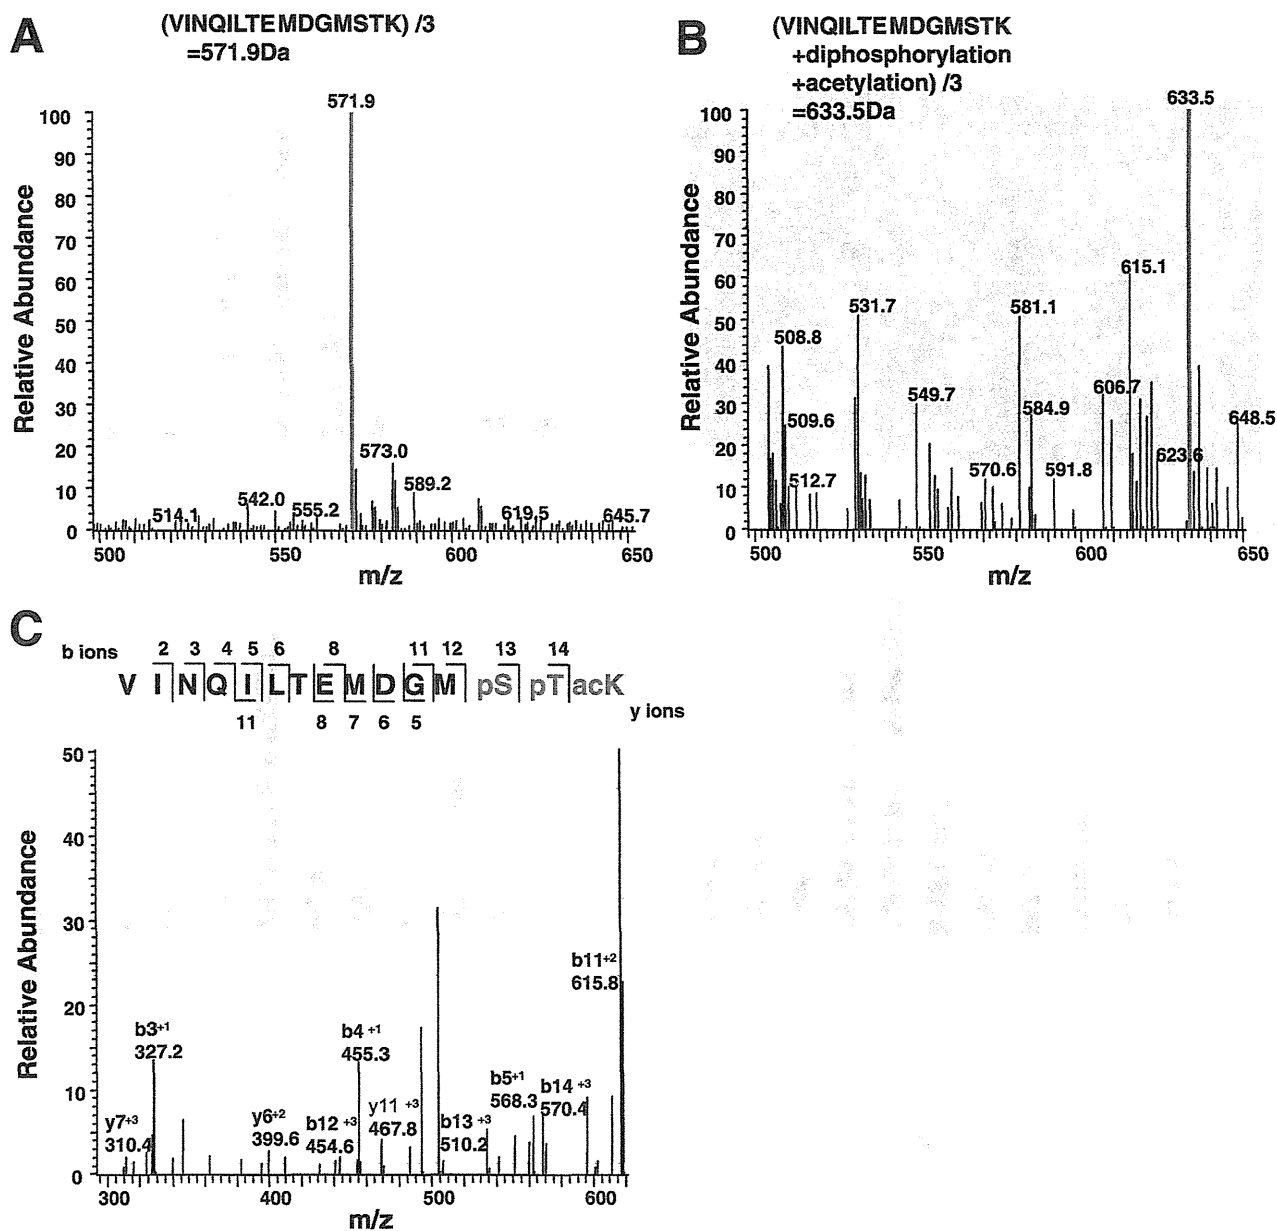 A
(VINQILTEMDGMSTK) /3
=571.9Da
571.9
100
90
80
70
60
50
40
30
20
10
0
Relative Abundance
573.0
589.2
514.1
542.0
555.2
619.5
645.7
500
550
600
650
m/z
B
(VINQILTEMDGMSTK
+diphosphorylation
+acetylation) /3
=633.5Da
633.5
100
90
80
70
60
50
40
30
20
10
0
Relative Abundance
615.1
531.7
581.1
508.8
549.7
606.7
584.9
509.6
648.5
570.6
591.8
623.6
512.7
500
550
600
650
m/z
C
b ions
2 3 4 5 6 8 11 12 13 14
V I N Q I L T E M D G M pS pT acK
11 8 7 6 5
y ions
50
40
30
20
10
0
Relative Abundance
b11+2
615.8
b3+1
327.2
b4 +1
455.3
b5+1
568.3
b14 +3
570.4
y7+3
310.4
y6+2
399.6
b12 +3
454.6
y11 +3
467.8
b13 +3
510.2
300
400
500
600
m/z